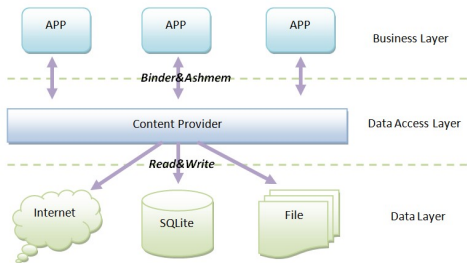 APP APP APP
Business Layer
Binder&Ashmem
Content Provider
Data Access Layer
Read&Write
Internet
SQLite
File
Data Layer